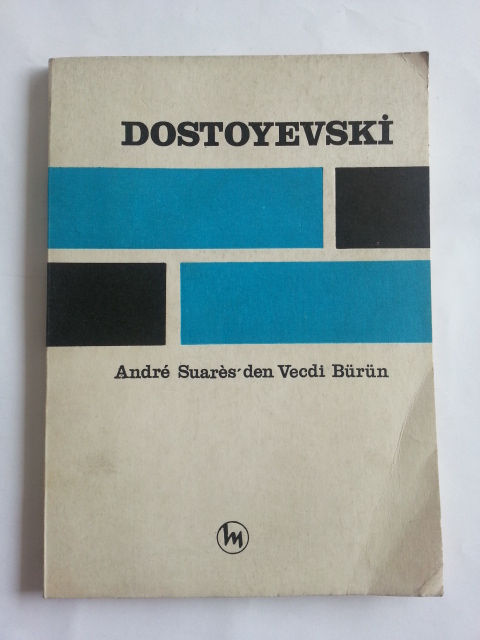 DOSTOYEVSKİ
André Suarès'den Vecdi Bürün